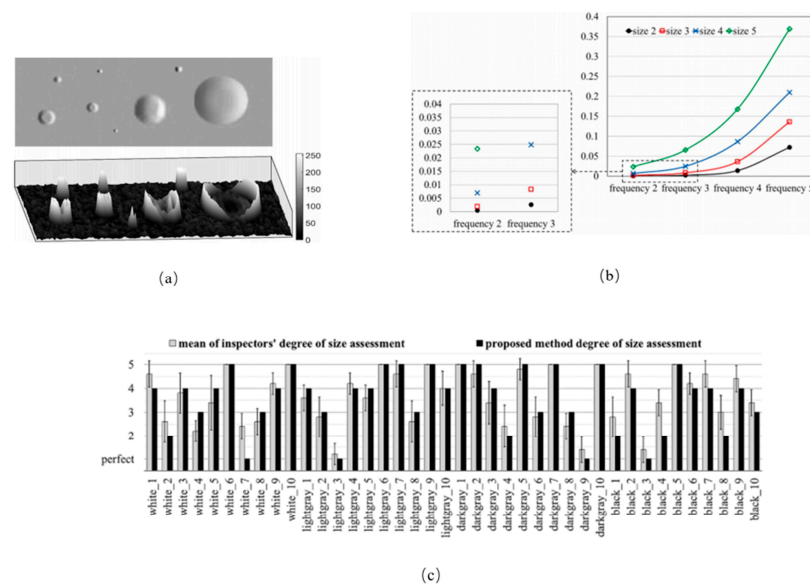 250
200
150
100
50
0
(a)
0.4
0.35
0.3
0.25
0.2
0.15
0.1
0.05
0
size 2 size 3 size 4 size 5
frequency 2 frequency 3 frequency 4 frequency 5
0.04
0.035
0.03
0.025
0.02
0.015
0.01
0.005
0
frequency 2 frequency 3
(b)
mean of inspectors' degree of size assessment proposed method degree of size assessment
5
4
3
2
perfect
white_1
white_2
white_3
white_4
white_5
white_6
white_7
white_8
white_9
white_10
lightgray_1
lightgray_2
lightgray_3
lightgray_4
lightgray_5
lightgray_6
lightgray_7
lightgray_8
lightgray_9
lightgray_10
darkgray_1
darkgray_2
darkgray_3
darkgray_4
darkgray_5
darkgray_6
darkgray_7
darkgray_8
darkgray_9
darkgray_10
black_1
black_2
black_3
black_4
black_5
black_6
black_7
black_8
black_9
black_10
(c)